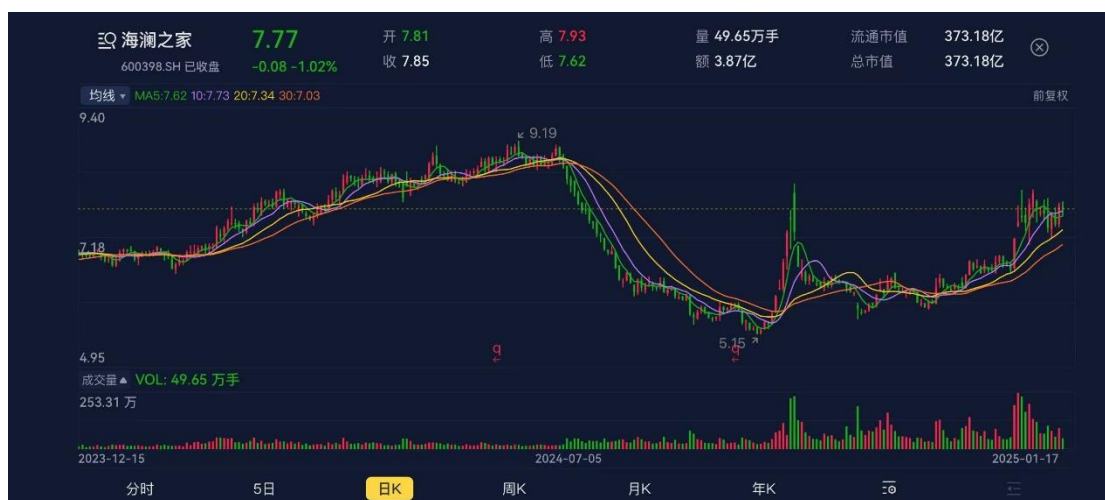 海澜之家 7.77 开 7.81 高 7.93 量 49.65万手 流通市值 373.18亿
600398.SH 已收盘 -0.08 -1.02% 收 7.85 低 7.62 额 3.87亿 总市值 373.18亿
均线 MA5:7.62 10:7.73 20:7.34 30:7.03 前复权
9.40
9.19
7.18
5.15
q q
4.95
成交量 VOL: 49.65 万手
253.31 万
2023-12-15 2024-07-05 2025-01-17
分时 5日 日K 周K 月K 年K